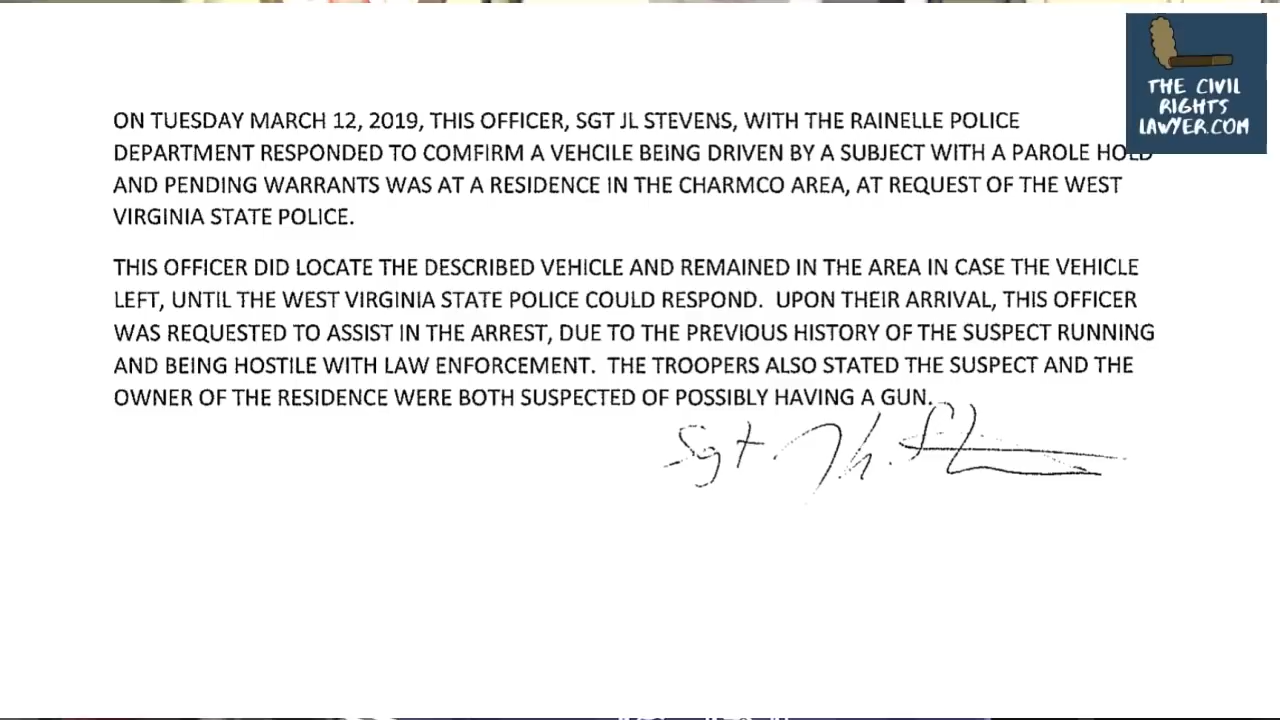 THE CIVIL
RIGHTS
LAWYER.COM
ON TUESDAY MARCH 12, 2019, THIS OFFICER, SGT JL STEVENS, WITH THE RAINELLE POLICE
DEPARTMENT RESPONDED TO COMFIRM A VEHCILE BEING DRIVEN BY A SUBJECT WITH A PAROLE HOLD
AND PENDING WARRANTS WAS AT A RESIDENCE IN THE CHARMCO AREA, AT REQUEST OF THE WEST
VIRGINIA STATE POLICE.
THIS OFFICER DID LOCATE THE DESCRIBED VEHICLE AND REMAINED IN THE AREA IN CASE THE VEHICLE
LEFT, UNTIL THE WEST VIRGINIA STATE POLICE COULD RESPOND. UPON THEIR ARRIVAL, THIS OFFICER
WAS REQUESTED TO ASSIST IN THE ARREST, DUE TO THE PREVIOUS HISTORY OF THE SUSPECT RUNNING
AND BEING HOSTILE WITH LAW ENFORCEMENT. THE TROOPERS ALSO STATED THE SUSPECT AND THE
OWNER OF THE RESIDENCE WERE BOTH SUSPECTED OF POSSIBLY HAVING A GUN.
Sgt